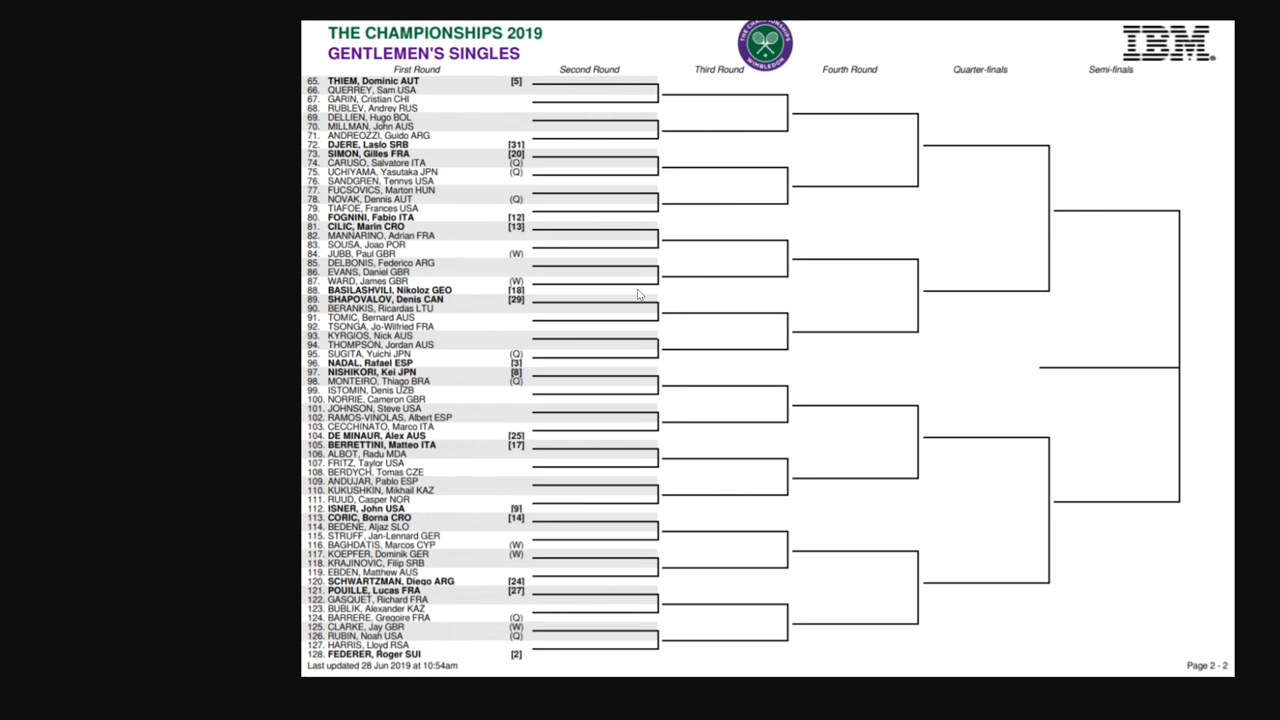 THE CHAMPIONSHIPS 2019
GENTLEMEN'S SINGLES
THE CHAMPIONSHIPS WIMBLEDON
IBM
First Round Second Round Third Round Fourth Round Quarter-finals Semi-finals
65. THIEM, Dominic AUT [5]
66. QUERREY, Sam USA
67. GARIN, Cristian CHI
68. RUBLEV, Andrey RUS
69. DELLIEN, Hugo BOL
70. MILLMAN, John AUS
71. ANDREOZZI, Guido ARG
72. DJERE, Laslo SRB [31]
73. SIMON, Gilles FRA [20]
74. CARUSO, Salvatore ITA (Q)
75. UCHIYAMA, Yasutaka JPN (Q)
76. SANDGREN, Tennys USA
77. FUCSOVICS, Marton HUN
78. NOVAK, Dennis AUT (Q)
79. TIAFOE, Frances USA
80. FOGNINI, Fabio ITA [12]
81. CILIC, Marin CRO [13]
82. MANNARINO, Adrian FRA
83. SOUSA, Joao POR
84. JUBB, Paul GBR (W)
85. DELBONIS, Federico ARG
86. EVANS, Daniel GBR
87. WARD, James GBR (W)
88. BASILASHVILI, Nikoloz GEO [18]
89. SHAPOVALOV, Denis CAN [29]
90. BERANKIS, Ricardas LTU
91. TOMIC, Bernard AUS
92. TSONGA, Jo-Wilfried FRA
93. KYRGIOS, Nick AUS
94. THOMPSON, Jordan AUS
95. SUGITA, Yuichi JPN (Q)
96. NADAL, Rafael ESP [3]
97. NISHIKORI, Kei JPN [8]
98. MONTEIRO, Thiago BRA (Q)
99. ISTOMIN, Denis UZB
100. NORRIE, Cameron GBR
101. JOHNSON, Steve USA
102. RAMOS-VINOLAS, Albert ESP
103. CECCHINATO, Marco ITA
104. DE MINAUR, Alex AUS [25]
105. BERRETTINI, Matteo ITA [17]
106. ALBOT, Radu MDA
107. FRITZ, Taylor USA
108. BERDYCH, Tomas CZE
109. ANDUJAR, Pablo ESP
110. KUKUSHKIN, Mikhail KAZ
111. RUUD, Casper NOR
112. ISNER, John USA [9]
113. CORIC, Borna CRO [14]
114. BEDENE, Aljaz SLO
115. STRUFF, Jan-Lennard GER
116. BAGHDATIS, Marcos CYP (W)
117. KOEPFER, Dominik GER (W)
118. KRAJINOVIC, Filip SRB
119. EBDEN, Matthew AUS
120. SCHWARTZMAN, Diego ARG [24]
121. POUILLE, Lucas FRA [27]
122. GASQUET, Richard FRA
123. BUBLIK, Alexander KAZ
124. BARRERE, Gregoire FRA (Q)
125. CLARKE, Jay GBR (W)
126. RUBIN, Noah USA (Q)
127. HARRIS, Lloyd RSA
128. FEDERER, Roger SUI [2]
Last updated 28 Jun 2019 at 10:54am Page 2 - 2